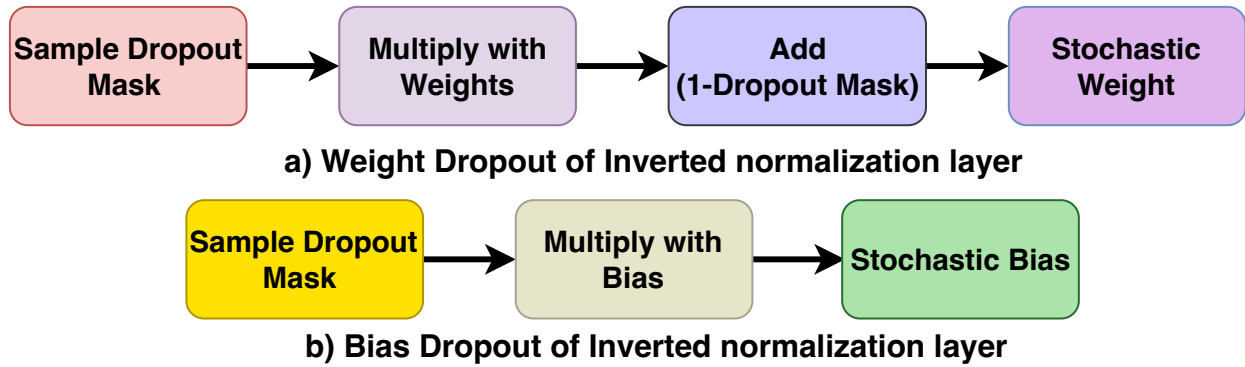 Sample Dropout
Mask
Multiply with
Weights
Add
(1-Dropout Mask)
Stochastic
Weight
a) Weight Dropout of Inverted normalization layer
Sample Dropout
Mask
Multiply with
Bias
Stochastic Bias
b) Bias Dropout of Inverted normalization layer